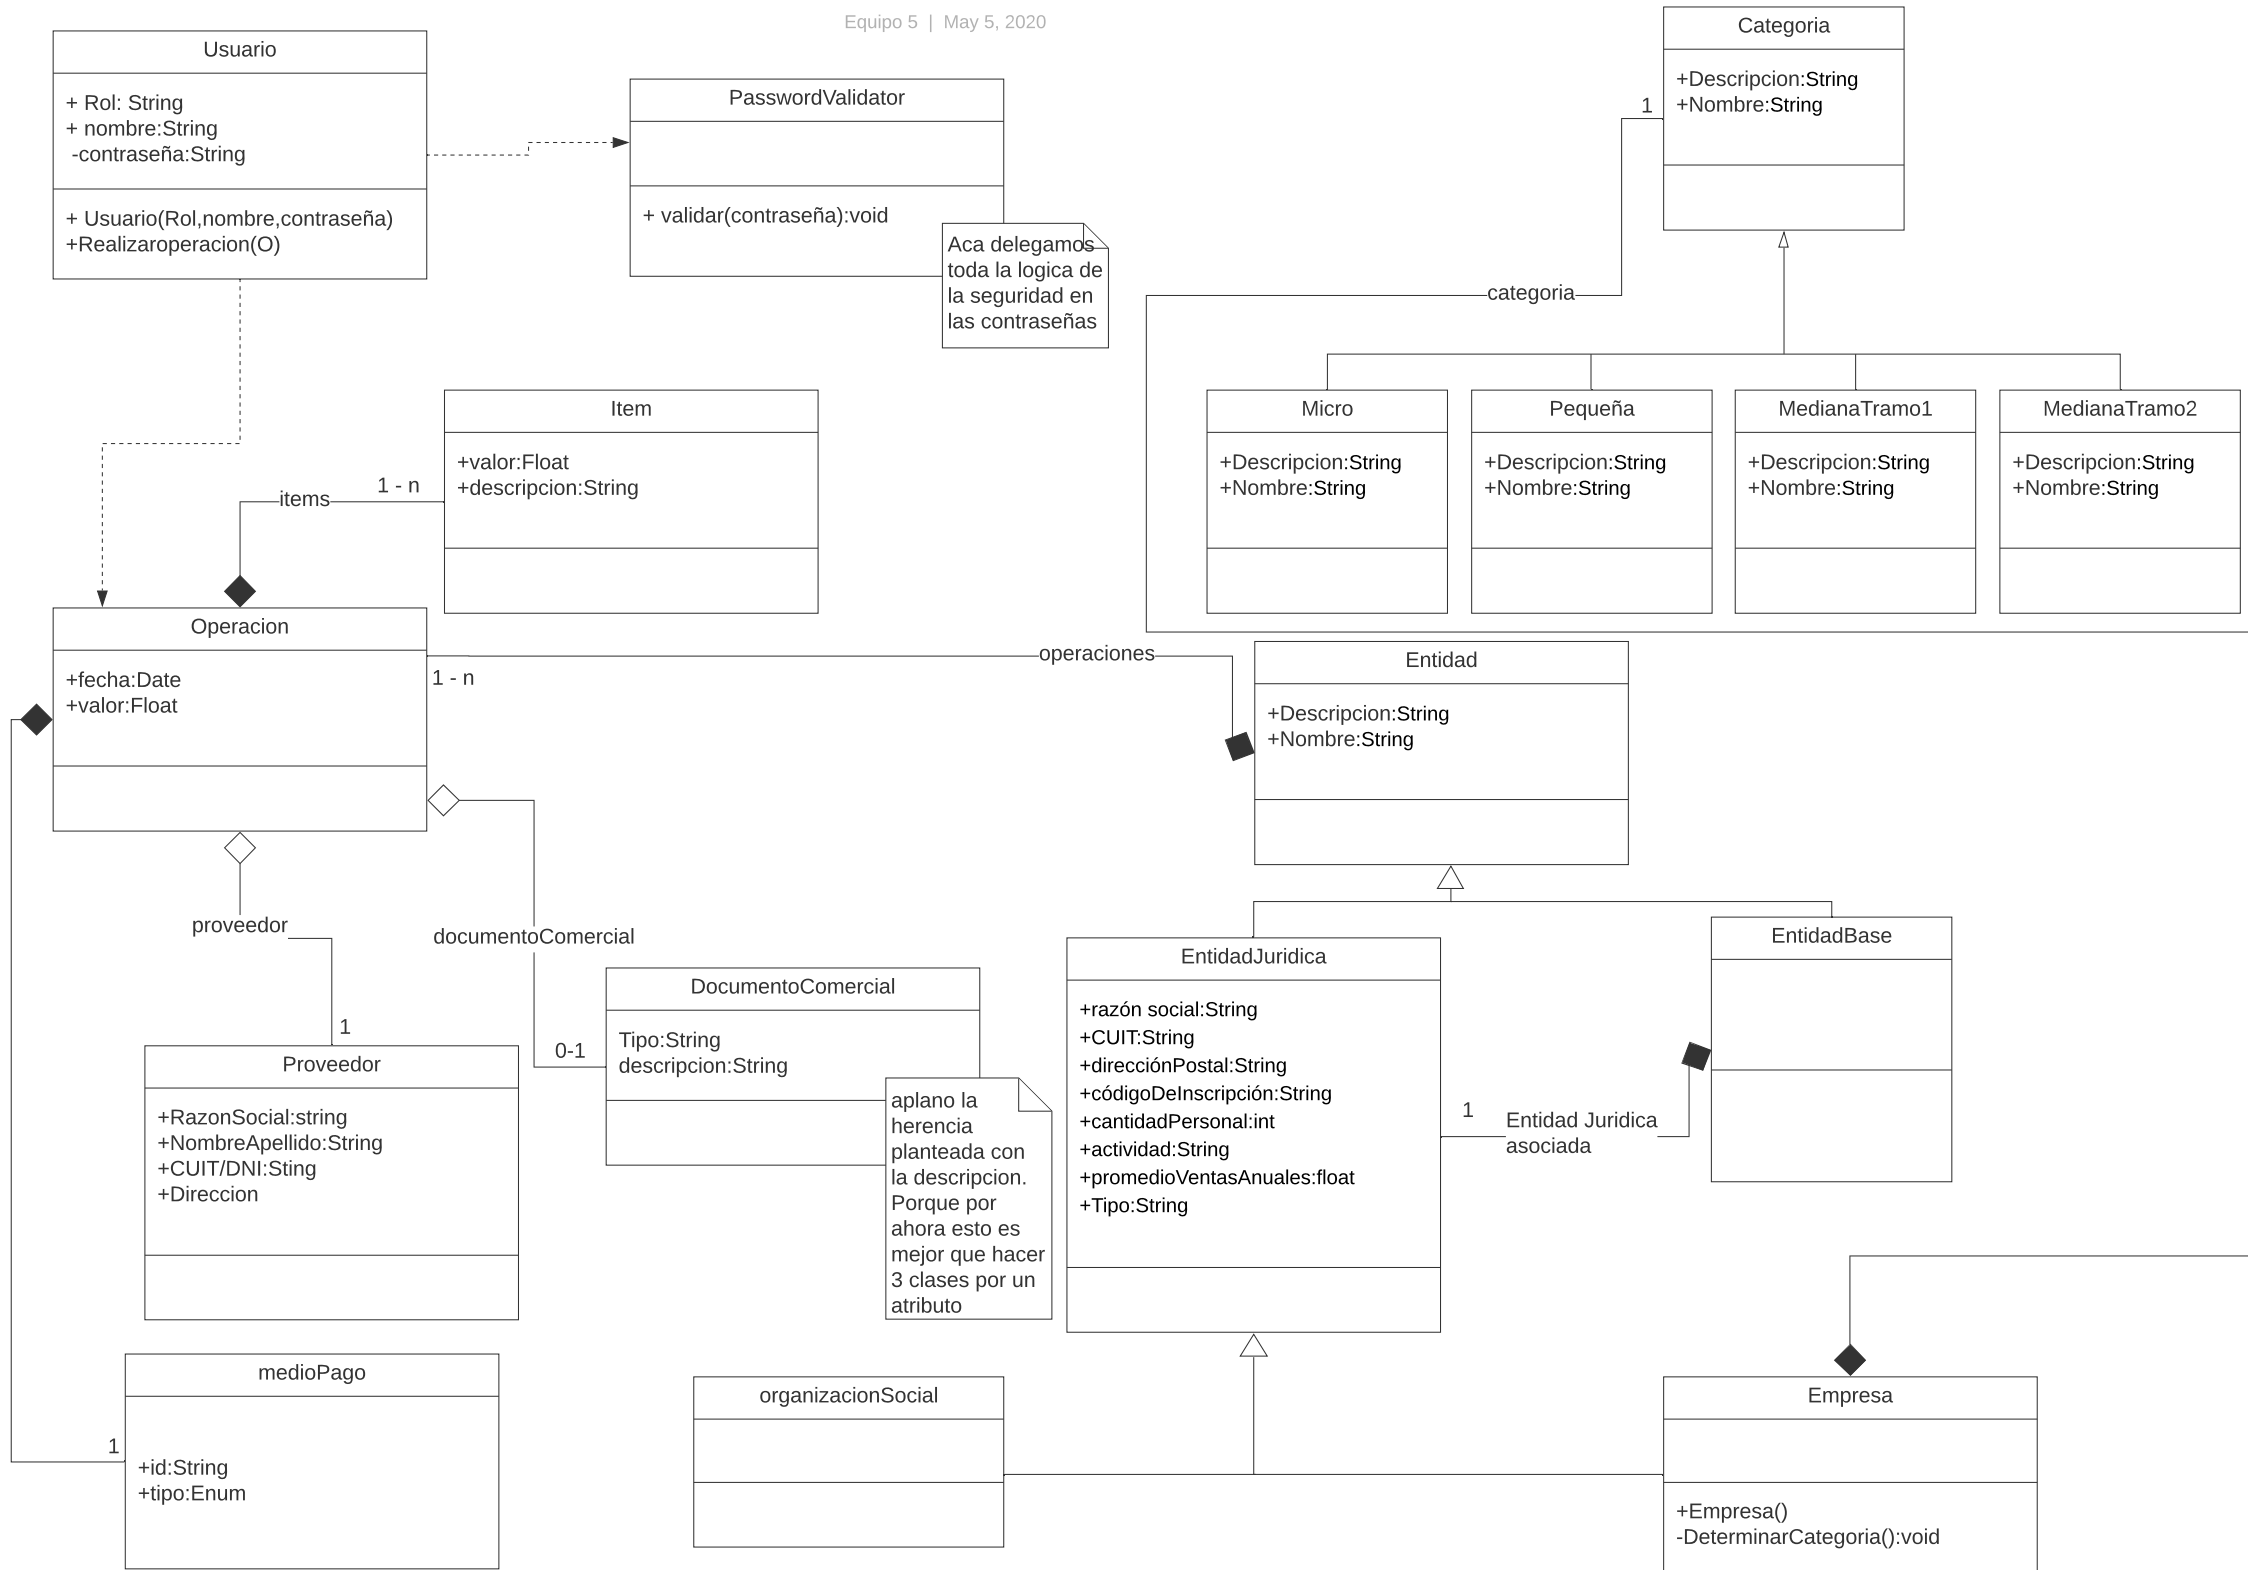 Equipo 5 | May 5, 2020
Usuario
+ Rol: String
+ nombre:String
-contraseña:String
+ Usuario(Rol,nombre,contraseña)
+Realizaroperacion(O)
PasswordValidator
+ validar(contraseña):void
Aca delegamos
toda la logica de
la seguridad en
las contraseñas
Categoria
+Descripcion:String
+Nombre:String
1
categoria
Micro
+Descripcion:String
+Nombre:String
Pequeña
+Descripcion:String
+Nombre:String
MedianaTramo1
+Descripcion:String
+Nombre:String
MedianaTramo2
+Descripcion:String
+Nombre:String
Item
+valor:Float
+descripcion:String
items
1 - n
Operacion
+fecha:Date
+valor:Float
1 - n
operaciones
Entidad
+Descripcion:String
+Nombre:String
proveedor
1
documentoComercial
0-1
DocumentoComercial
Tipo:String
descripcion:String
aplano la
herencia
planteada con
la descripcion.
Porque por
ahora esto es
mejor que hacer
3 clases por un
atributo
Proveedor
+RazonSocial:string
+NombreApellido:String
+CUIT/DNI:Sting
+Direccion
EntidadJuridica
+razón social:String
+CUIT:String
+direcciónPostal:String
+códigoDeInscripción:String
+cantidadPersonal:int
+actividad:String
+promedioVentasAnuales:float
+Tipo:String
1
Entidad Juridica
asociada
EntidadBase
medioPago
+id:String
+tipo:Enum
1
organizacionSocial
Empresa
+Empresa()
-DeterminarCategoria():void